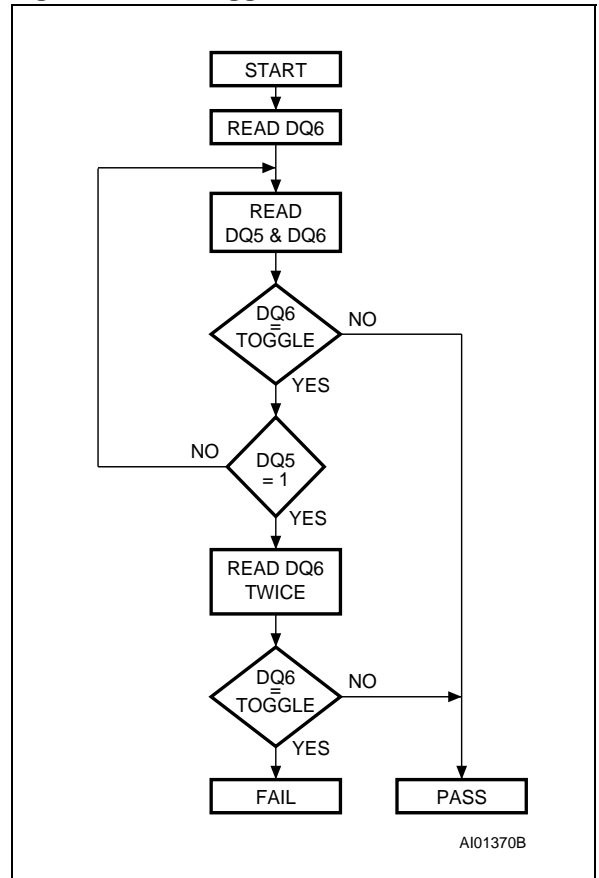 START
READ DQ6
READ
DQ5 & DQ6
DQ6
=
TOGGLE
NO
YES
NO
DQ5
= 1
YES
READ DQ6
TWICE
DQ6
=
TOGGLE
NO
YES
FAIL
PASS
AI01370B